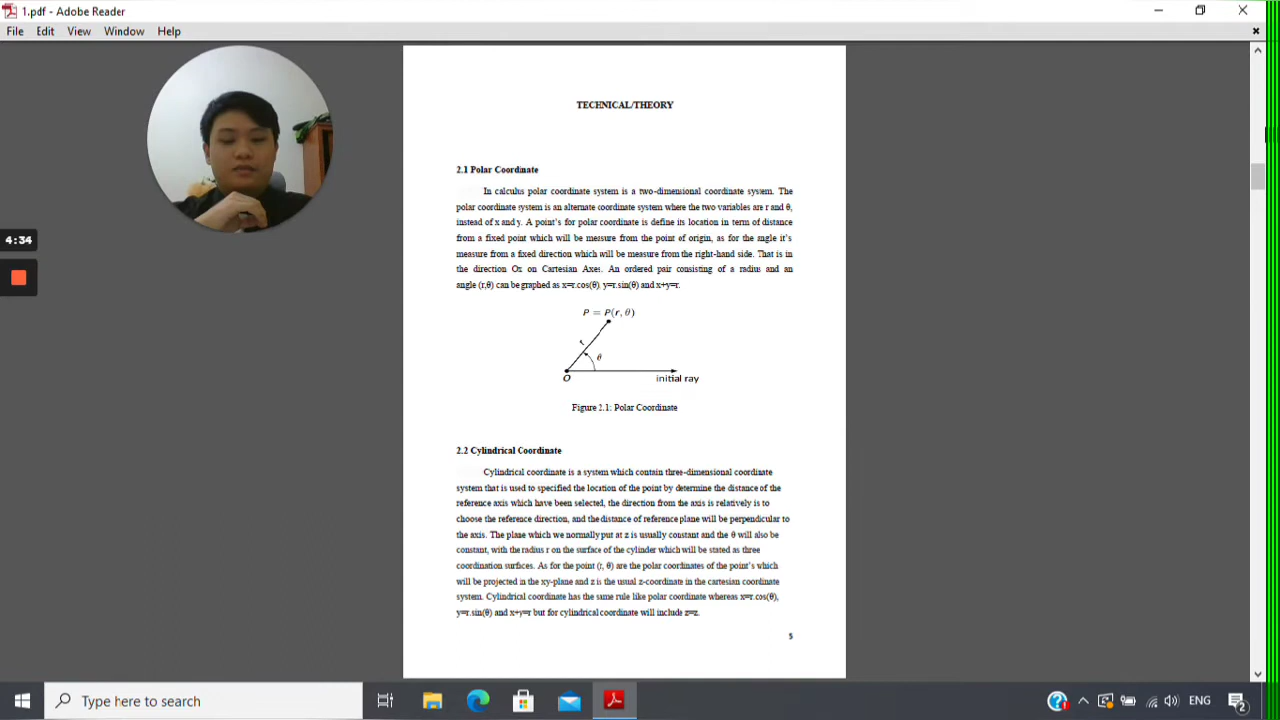 1.pdf - Adobe Reader
File Edit View Window Help
TECHNICAL/THEORY
2.1 Polar Coordinate
In calculus polar coordinate system is a two-dimensional coordinate system. The
polar coordinate system is an alternate coordinate system where the two variables are r and θ,
instead of x and y. A point's for polar coordinate is define its location in term of distance
from a fixed point which will be measure from the point of origin, as for the angle it's
measure from a fixed direction which will be measure from the right-hand side. That is in
the direction Ox on Cartesian Axes. An ordered pair consisting of a radius and an
angle (r,θ) can be graphed as x=r.cos(θ), y=r.sin(θ) and x+y=r.
P = P(r, θ)
r
θ
O
initial ray
Figure 2.1: Polar Coordinate
2.2 Cylindrical Coordinate
Cylindrical coordinate is a system which contain three-dimensional coordinate
system that is used to specified the location of the point by determine the distance of the
reference axis which have been selected, the direction from the axis is relatively is to
choose the reference direction, and the distance of reference plane will be perpendicular to
the axis. The plane which we normally put at z is usually constant and the θ will also be
constant, with the radius r on the surface of the cylinder which will be stated as three
coordination surfices. As for the point (r, θ) are the polar coordinates of the point's which
will be projected in the xy-plane and z is the usual z-coordinate in the cartesian coordinate
system. Cylindrical coordinate has the same rule like polar coordinate whereas x=r.cos(θ),
y=r.sin(θ) and x+y=r but for cylindrical coordinate will include z=z.
5
4:34
Type here to search
ENG
2